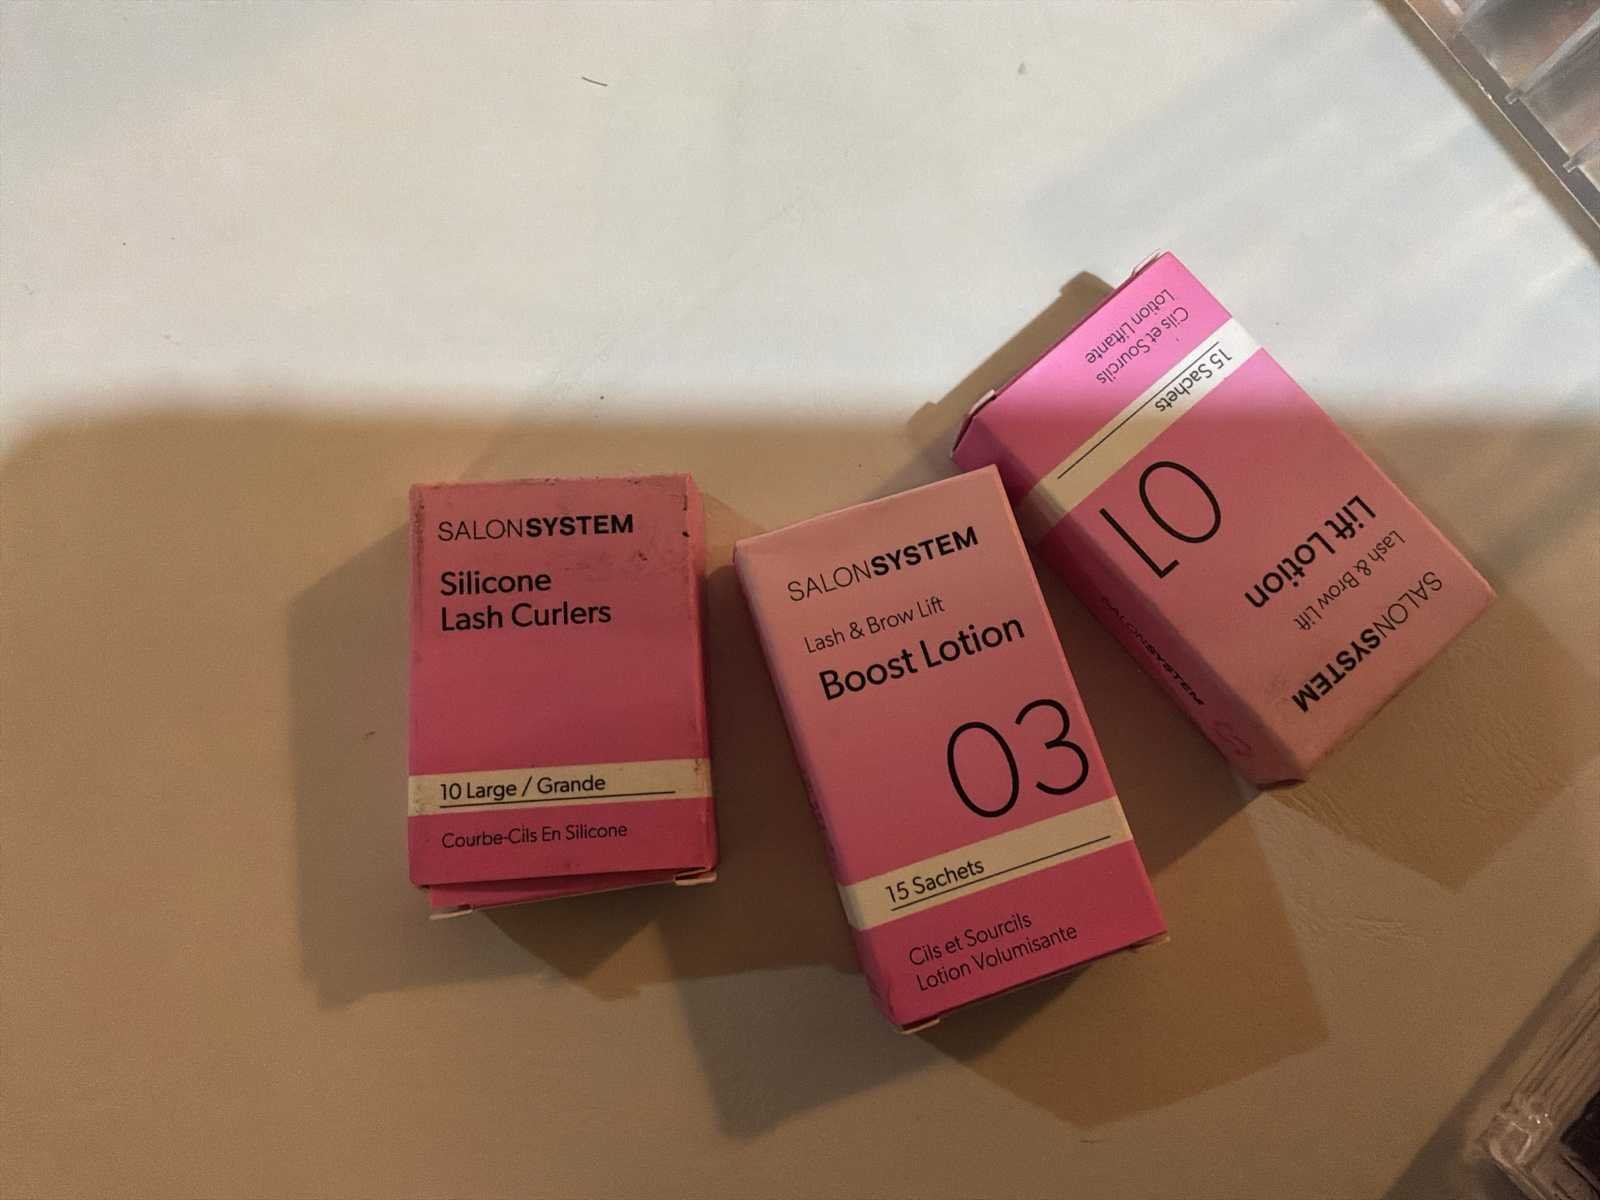 SALONSYSTEM
Silicone
Lash Curlers
10 Large / Grande
Courbe-Cils En Silicone
SALONSYSTEM
Lash & Brow Lift
Boost Lotion
03
15 Sachets
Cils et Sourcils
Lotion Volumisante
SALONSYSTEM
Lash & Brow Lift
Lift Lotion
01
15 Sachets
Cils et Sourcils
Lotion Liftante
SALONSYSTEM